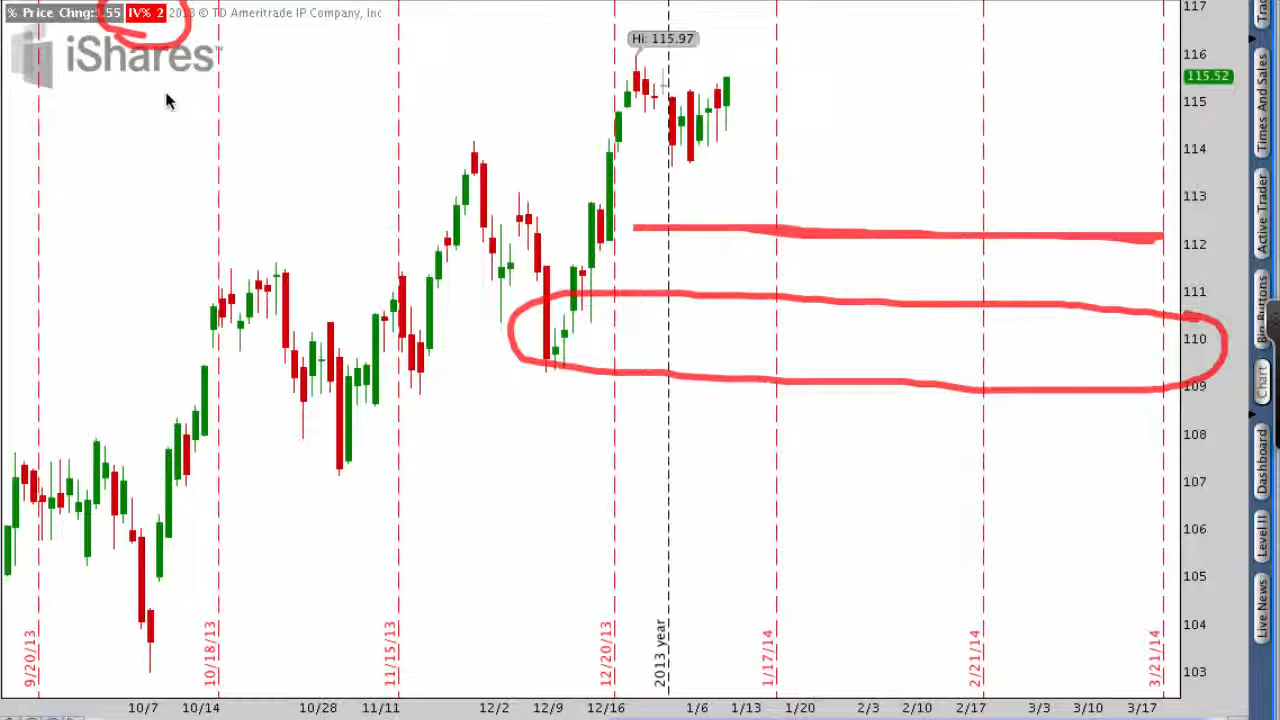 % Price Chng: .55 IV% 2 2013 © TD Ameritrade IP Company, Inc
iShares
Hi: 115.97
117
116
115.52
115
114
113
112
111
110
109
108
107
106
105
104
103
9/20/13
10/18/13
11/15/13
12/20/13
2013 year
1/17/14
2/21/14
3/21/14
10/7 10/14 10/28 11/11 12/2 12/9 12/16 1/6 1/13 1/20 2/3 2/10 2/17 3/3 3/10 3/17
Times And Sales
Active Trader
Big Buttons
Chart
Dashboard
Level II
Live News